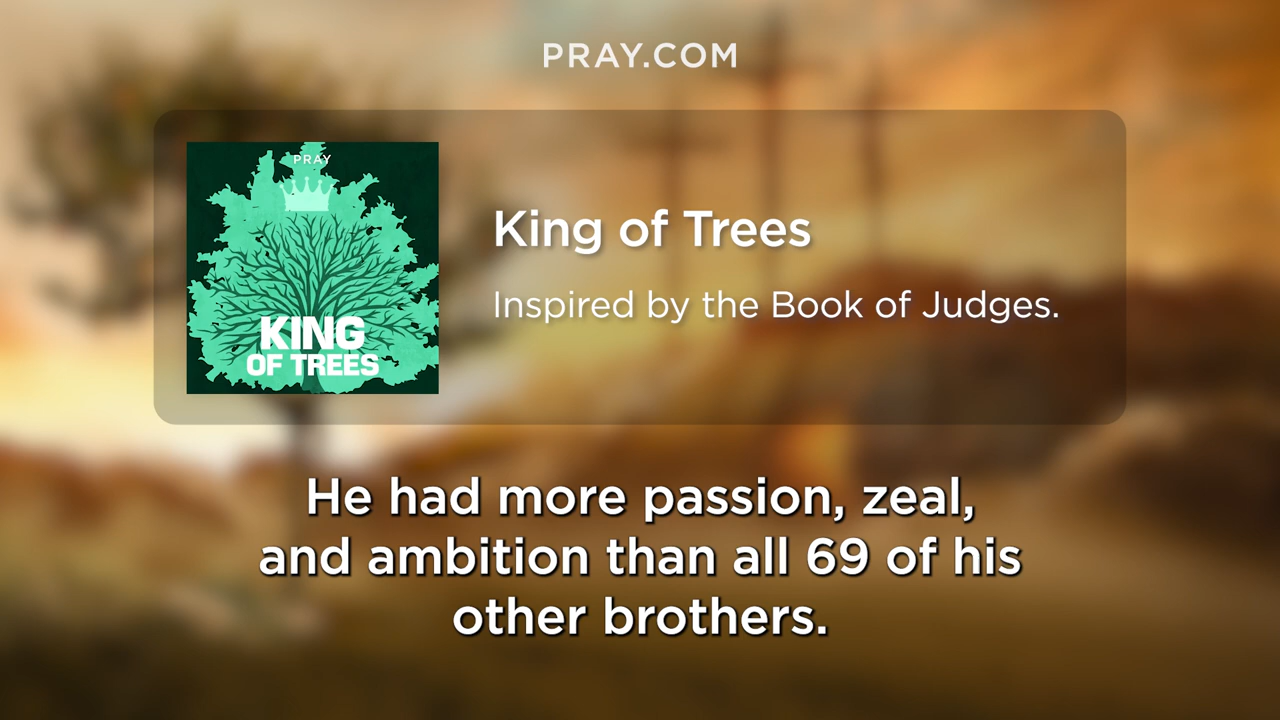 PRAY.COM
PRAY
KING
OF TREES
King of Trees
Inspired by the Book of Judges.
He had more passion, zeal,
and ambition than all 69 of his
other brothers.